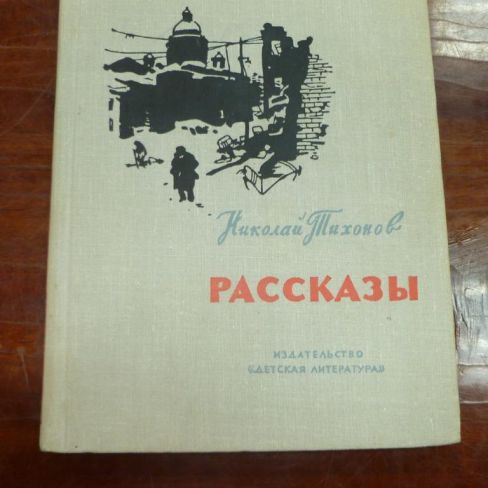 Николай Тихонов
РАССКАЗЫ
ИЗДАТЕЛЬСТВО
«ДЕТСКАЯ ЛИТЕРАТУРА»